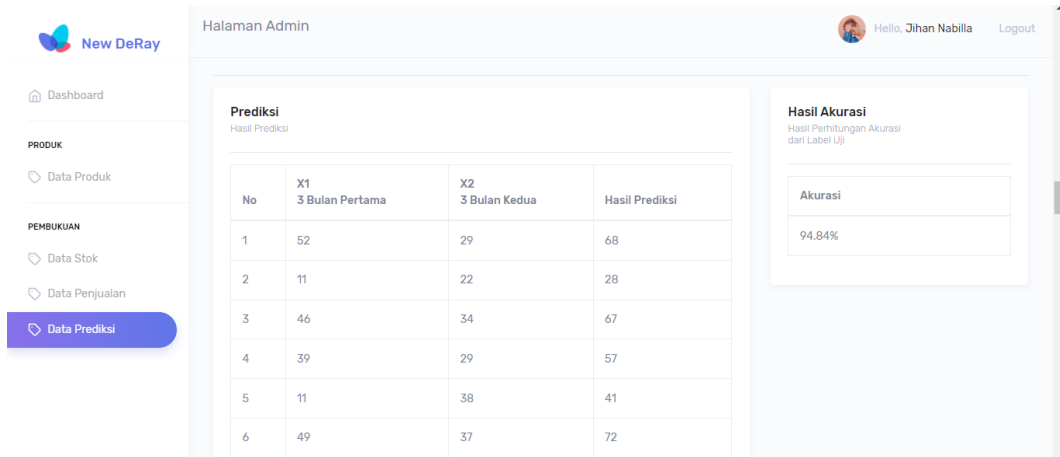 New DeRay
Dashboard
PRODUK
Data Produk
PEMBUKUAN
Data Stok
Data Penjualan
Data Prediksi
Halaman Admin
Hello, Jihan Nabilla Logout
Prediksi
Hasil Prediksi
No X1 3 Bulan Pertama X2 3 Bulan Kedua Hasil Prediksi
1 52 29 68
2 11 22 28
3 46 34 67
4 39 29 57
5 11 38 41
6 49 37 72
Hasil Akurasi
Hasil Perhitungan Akurasi
dari Label Uji
Akurasi
94.84%